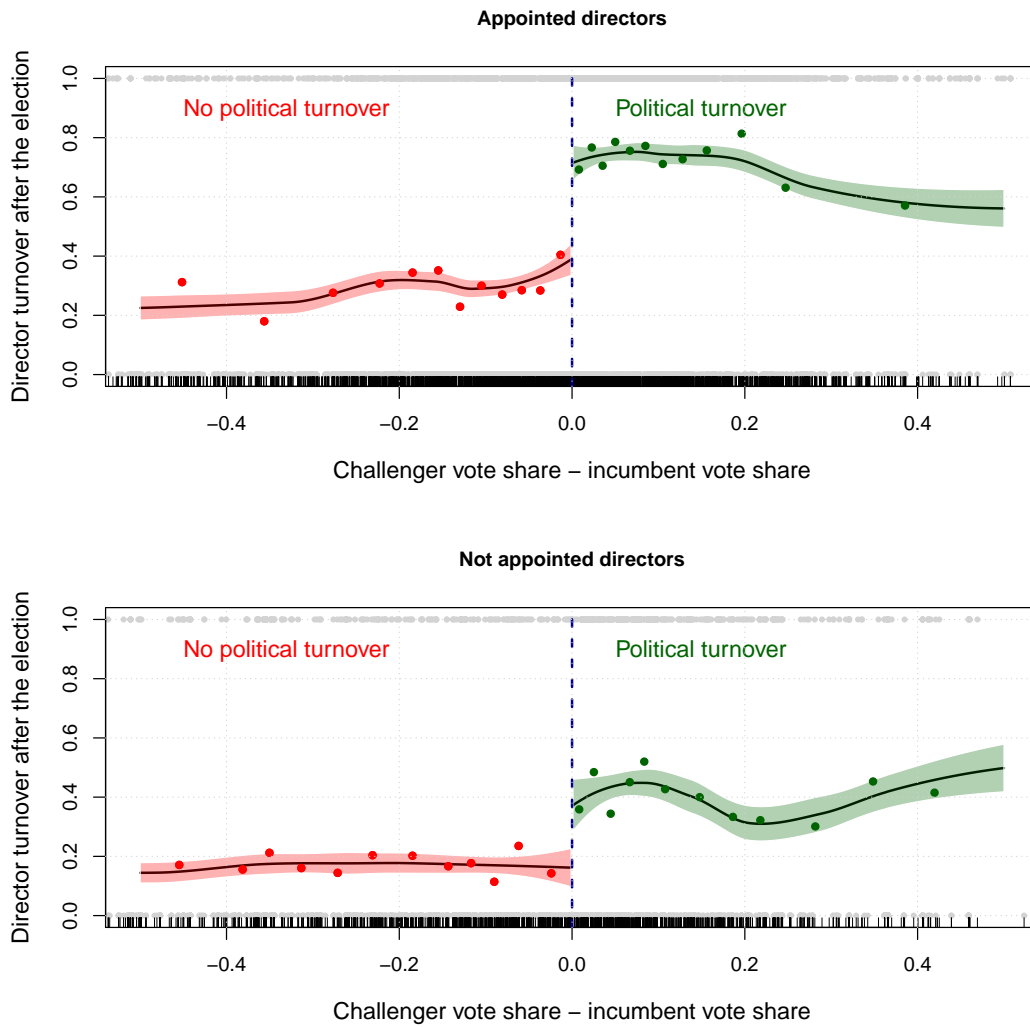 Appointed directors
Director turnover after the election
1.0
0.8
0.6
0.4
0.2
0.0
No political turnover
Political turnover
−0.4 −0.2 0.0 0.2 0.4
Challenger vote share − incumbent vote share
Not appointed directors
Director turnover after the election
1.0
0.8
0.6
0.4
0.2
0.0
No political turnover
Political turnover
−0.4 −0.2 0.0 0.2 0.4
Challenger vote share − incumbent vote share